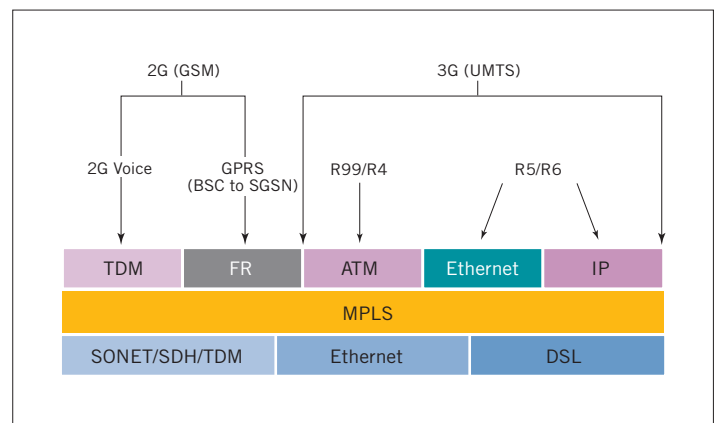 2G (GSM)
3G (UMTS)
2G Voice
GPRS
(BSC to SGSN)
R99/R4
R5/R6
TDM
FR
ATM
Ethernet
IP
MPLS
SONET/SDH/TDM
Ethernet
DSL